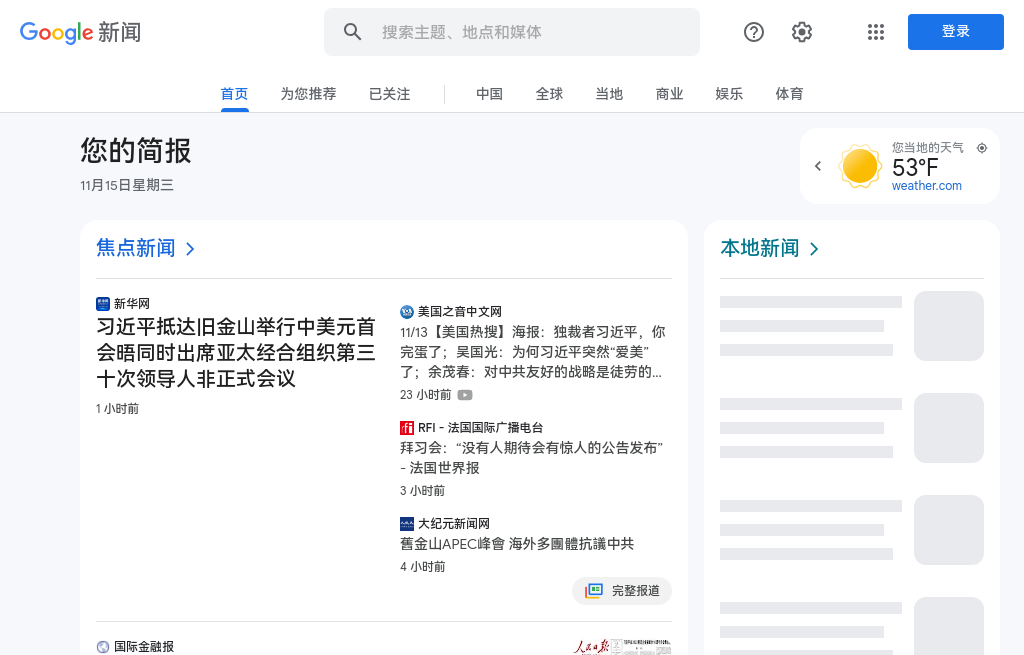 Google 新闻
搜索主题、地点和媒体
登录
首页
为您推荐
已关注
中国
全球
当地
商业
娱乐
体育
您的简报
11月15日星期三
您当地的天气
53°F
weather.com
焦点新闻
新华网
习近平抵达旧金山举行中美元首
会晤同时出席亚太经合组织第三
十次领导人非正式会议
1 小时前
美国之音中文网
11/13【美国热搜】海报：独裁者习近平，你
完蛋了；吴国光：为何习近平突然“爱美”
了；余茂春：对中共友好的战略是徒劳的...
23 小时前
RFI - 法国国际广播电台
拜习会：“没有人期待会有惊人的公告发布”
- 法国世界报
3 小时前
大纪元新闻网
舊金山APEC峰會 海外多團體抗議中共
4 小时前
完整报道
国际金融报
人民日报
本地新闻